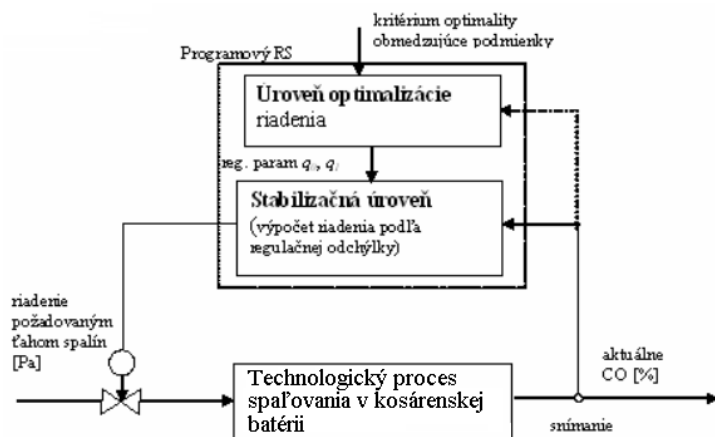 kritérium optimality
obmedzujúce podmienky
Programový RS
Úroveň optimalizácie
riadenia
reg. param q₀, q₁
Stabilizačná úroveň
(výpočet riadenia podľa
regulačnej odchýlky)
riadenie
požadovaným
ťahom spalín
[Pa]
Technologický proces
spaľovania v kosárenskej
batérii
aktuálne
CO [%]
snímanie